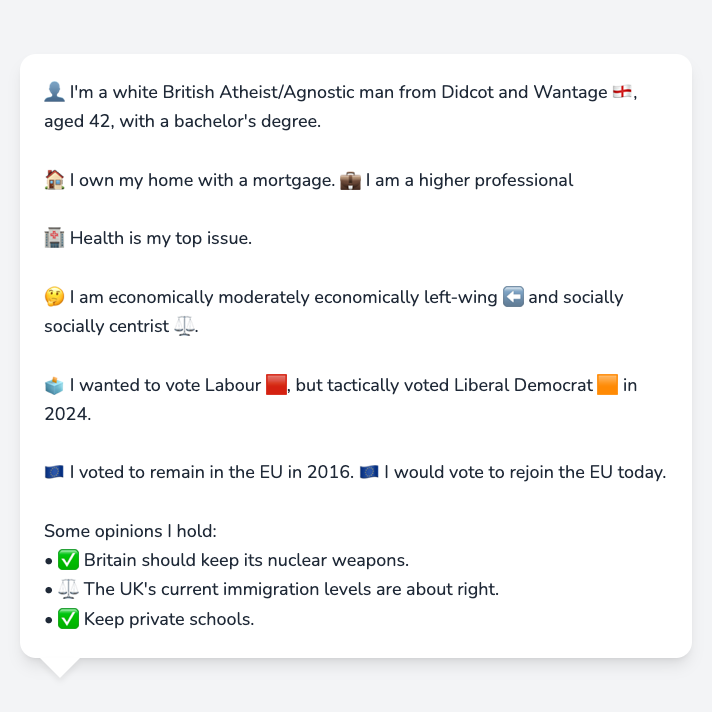 👤 I'm a white British Atheist/Agnostic man from Didcot and Wantage 🏴󠁧󠁢󠁥󠁮󠁧󠁿,
aged 42, with a bachelor's degree.
🏠 I own my home with a mortgage. 💼 I am a higher professional
🏥 Health is my top issue.
🤔 I am economically moderately economically left-wing ⬅️ and socially
socially centrist ⚖️.
🗳️ I wanted to vote Labour 🟥, but tactically voted Liberal Democrat 🟧 in
2024.
🇪🇺 I voted to remain in the EU in 2016. 🇪🇺 I would vote to rejoin the EU today.
Some opinions I hold:
• ✅ Britain should keep its nuclear weapons.
• ⚖️ The UK's current immigration levels are about right.
• ✅ Keep private schools.